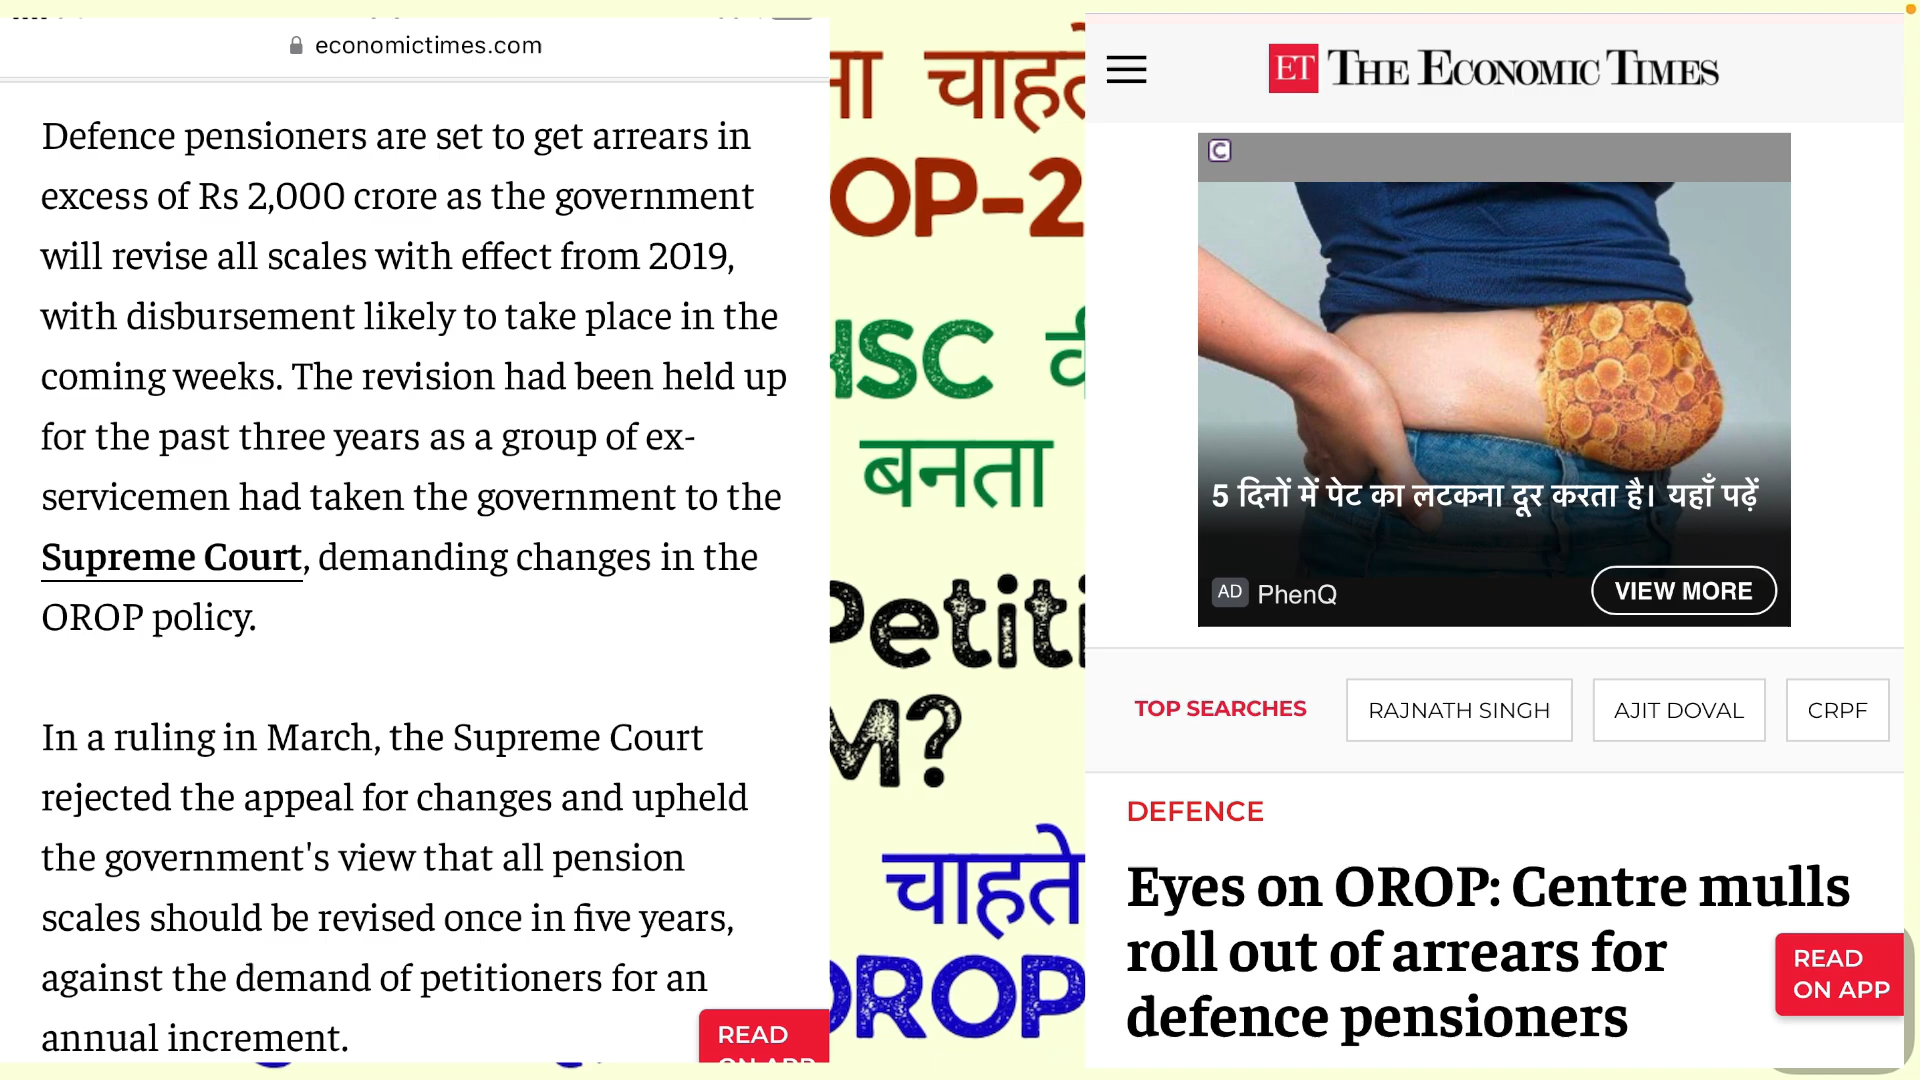 economictimes.com
Defence pensioners are set to get arrears in
excess of Rs 2,000 crore as the government
will revise all scales with effect from 2019,
with disbursement likely to take place in the
coming weeks. The revision had been held up
for the past three years as a group of ex-
servicemen had taken the government to the
Supreme Court, demanding changes in the
OROP policy.
In a ruling in March, the Supreme Court
rejected the appeal for changes and upheld
the government's view that all pension
scales should be revised once in five years,
against the demand of petitioners for an
annual increment.
READ
ON APP
चाहते
OP-2
SC की
बनता
Petiti
M?
चाहते
OROP
ET THE ECONOMIC TIMES
C
5 दिनों में पेट का लटकना दूर करता है। यहाँ पढ़ें
AD PhenQ
VIEW MORE
TOP SEARCHES
RAJNATH SINGH
AJIT DOVAL
CRPF
DEFENCE
Eyes on OROP: Centre mulls
roll out of arrears for
defence pensioners
READ
ON APP